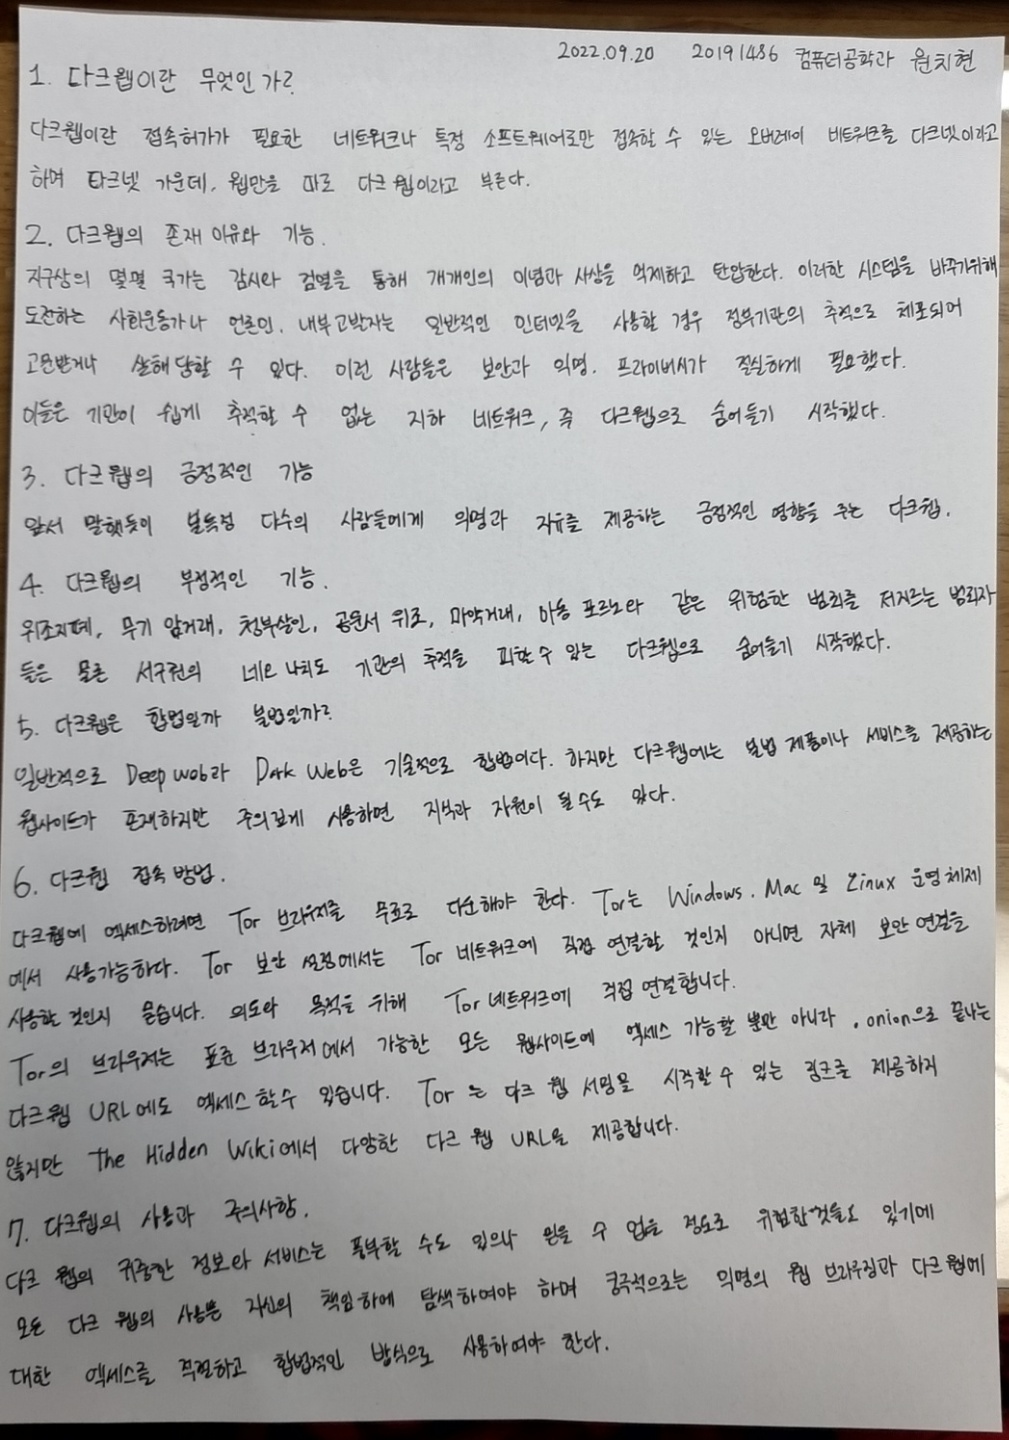 2022.09.20 20191486 컴퓨터공학과 원치현
1. 다크웹이란 무엇인가?
다크웹이란 접속허가가 필요한 네트워크나 특정 소프트웨어로만 접속할 수 있는 오버레이 네트워크를 다크넷이라고
하며 다크넷 가운데, 웹만을 따로 다크웹이라고 부른다.
2. 다크웹의 존재 이유와 기능.
지구상의 몇몇 국가는 감시와 검열을 통해 개개인의 이념과 사상을 억제하고 탄압한다. 이러한 시스템을 바꾸기위해
도전하는 사회운동가나 언론인, 내부고발자는 일반적인 인터넷을 사용할 경우 정부기관의 추적으로 체포되어
고문받거나 살해당할 수 있다. 이런 사람들은 보안과 익명, 프라이버시가 절실하게 필요했다.
이들은 기관이 쉽게 추적할 수 없는 지하 네트워크, 즉 다크웹으로 숨어들기 시작했다.
3. 다크웹의 긍정적인 기능
앞서 말했듯이 불특정 다수의 사람들에게 익명과 자유를 제공하는 긍정적인 영향을 주는 다크웹.
4. 다크웹의 부정적인 기능.
위조지폐, 무기 암거래, 청부살인, 공문서 위조, 마약거래, 아동 포르노와 같은 위험한 범죄를 저지르는 범죄자
들은 물론 서구권의 네오 나치도 기관의 추적을 피할수 있는 다크웹으로 숨어들기 시작했다.
5. 다크웹은 합법일까 불법일까?
일반적으로 Deep Web과 Dark Web은 기술적으로 합법이다. 하지만 다크웹에는 불법 제품이나 서비스를 제공하는
웹사이트가 존재하지만 주의깊게 사용하면 지식과 자원이 될수도 있다.
6. 다크웹 접속 방법.
다크웹에 엑세스하려면 Tor 브라우저를 무료로 다운해야 한다. Tor는 Windows, Mac 및 Linux 운영체제
에서 사용가능하다. Tor 보안 설정에서는 Tor 네트워크에 직접 연결할 것인지 아니면 자체 보안 연결을
사용할 것인지 묻습니다. 의도와 목적을 위해 Tor 네트워크에 직접 연결합니다.
Tor의 브라우저는 표준 브라우저에서 가능한 모든 웹사이트에 엑세스 가능할 뿐만 아니라 .onion으로 끝나는
다크웹 URL에도 엑세스할수 있습니다. Tor는 다크 웹 서핑을 시작할수 있는 링크를 제공하지
않지만 The Hidden Wiki에서 다양한 다크 웹 URL을 제공합니다.
7. 다크웹의 사용과 주의사항.
다크 웹의 귀중한 정보와 서비스는 풍부할 수도 있으나 믿을 수 없을 정도로 위험한것들도 있기에
모든 다크 웹의 사용은 자신의 책임하에 탐색하여야 하며 궁극적으로는 익명의 웹 브라우징과 다크웹에
대한 엑세스를 적절하고 합법적인 방식으로 사용하여야 한다.